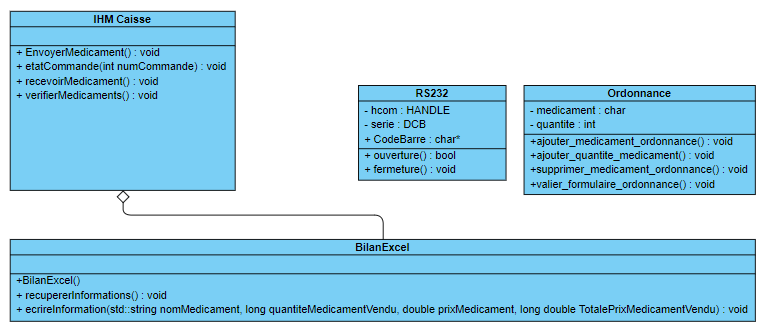 IHM Caisse
+ EnvoyerMedicament() : void
+ etatCommande(int numCommande) : void
+ recevoirMedicament() : void
+ verifierMedicaments() : void
RS232
- hcom : HANDLE
- serie : DCB
+ CodeBarre : char*
+ ouverture() : bool
+ fermeture() : void
Ordonnance
- medicament : char
- quantite : int
+ajouter_medicament_ordonnance() : void
+ajouter_quantite_medicament() : void
+supprimer_medicament_ordonnance() : void
+valier_formulaire_ordonnance() : void
BilanExcel
+BilanExcel()
+ recupererInformations() : void
+ ecrireInformation(std::string nomMedicament, long quantiteMedicamentVendu, double prixMedicament, long double TotalePrixMedicamentVendu) : void